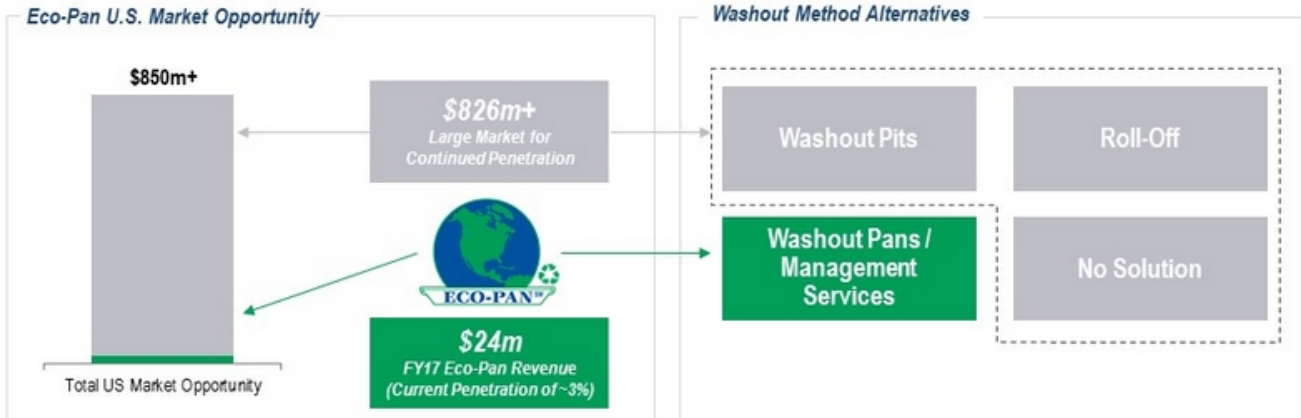 Eco-Pan U.S. Market Opportunity
$850m+
$826m+
Large Market for
Continued Penetration
ECO-PAN℠
$24m
FY17 Eco-Pan Revenue
(Current Penetration of ~3%)
Total US Market Opportunity
Washout Method Alternatives
Washout Pits
Roll-Off
Washout Pans /
Management
Services
No Solution